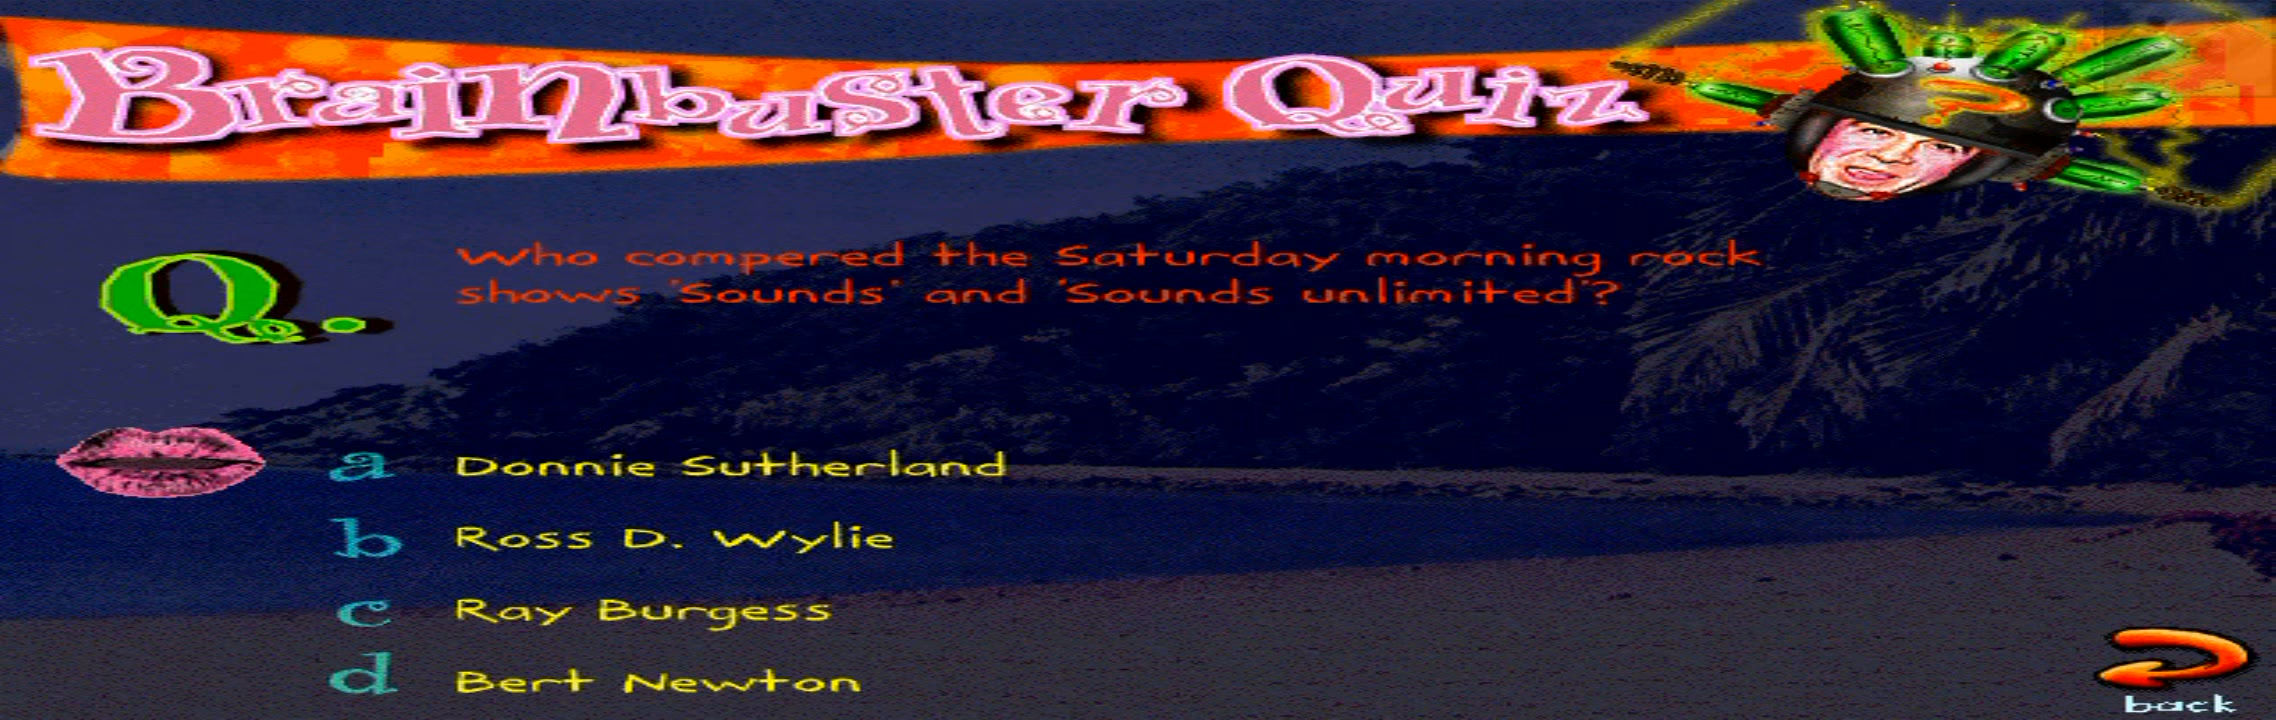 Brainbuster Quiz
Q.
Who compered the Saturday morning rock
shows 'Sounds' and 'Sounds unlimited'?
a Donnie Sutherland
b Ross D. Wylie
c Ray Burgess
d Bert Newton
back